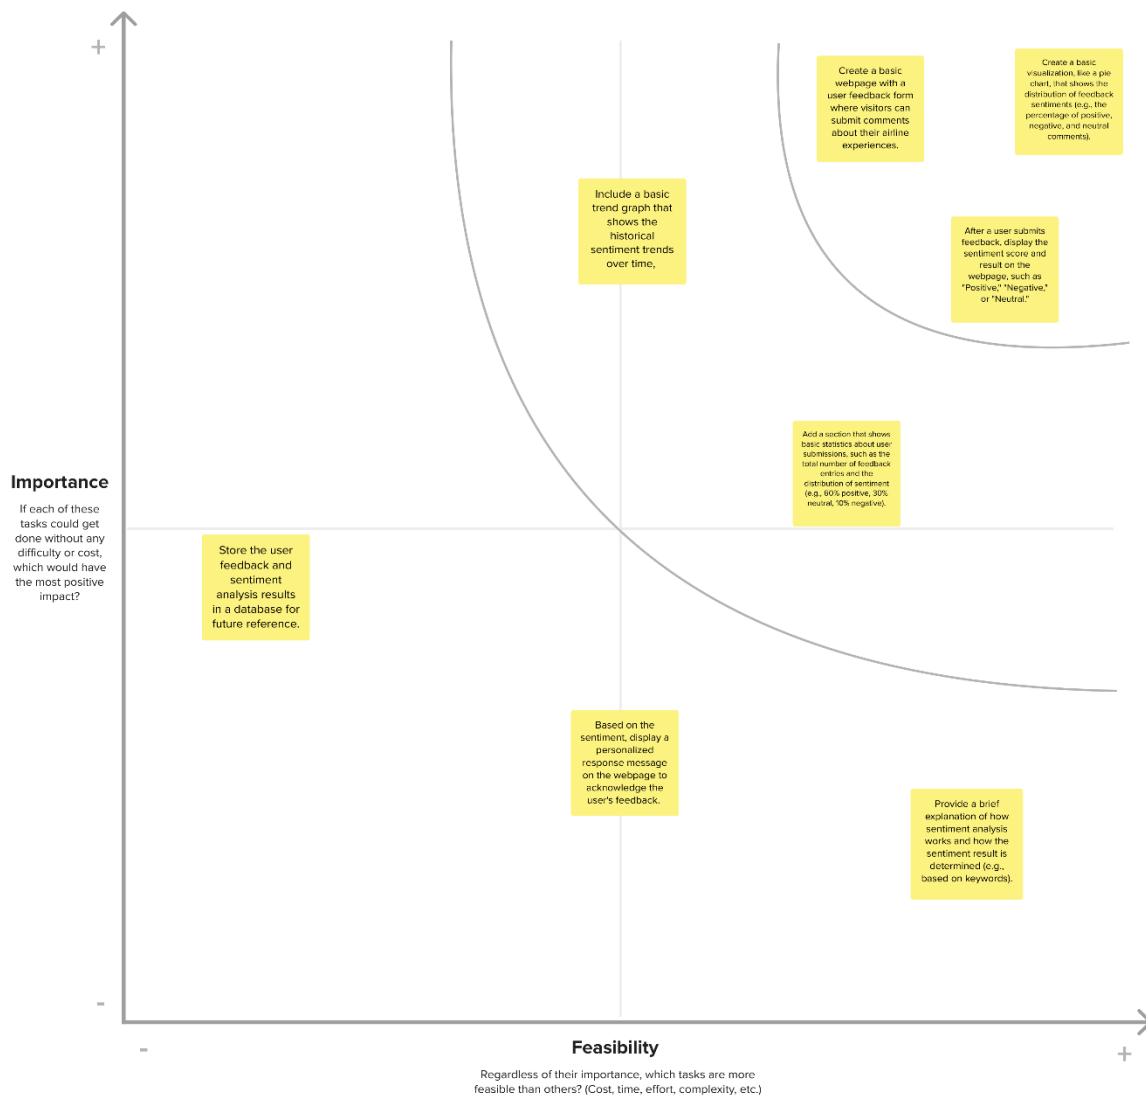 +
Create a basic
webpage with a
user feedback form
where visitors can
submit comments
about their airline
experiences.
Create a basic
visualization, like a pie
chart, that shows the
distribution of feedback
sentiments (e.g., the
percentage of positive,
negative, and neutral
comments).
Include a basic
trend graph that
shows the
historical
sentiment trends
over time,
After a user submits
feedback, display the
sentiment score and
result on the
webpage, such as
"Positive," "Negative,"
or "Neutral."
Add a section that shows
basic statistics about user
submissions, such as the
total number of feedback
entries and the
distribution of sentiment
(e.g., 60% positive, 30%
neutral, 10% negative).
Importance
If each of these
tasks could get
done without any
difficulty or cost,
which would have
the most positive
impact?
Store the user
feedback and
sentiment
analysis results
in a database for
future reference.
Based on the
sentiment, display a
personalized
response message
on the webpage to
acknowledge the
user's feedback.
Provide a brief
explanation of how
sentiment analysis
works and how the
sentiment result is
determined (e.g.,
based on keywords).
-
-
Feasibility
+
Regardless of their importance, which tasks are more
feasible than others? (Cost, time, effort, complexity, etc.)